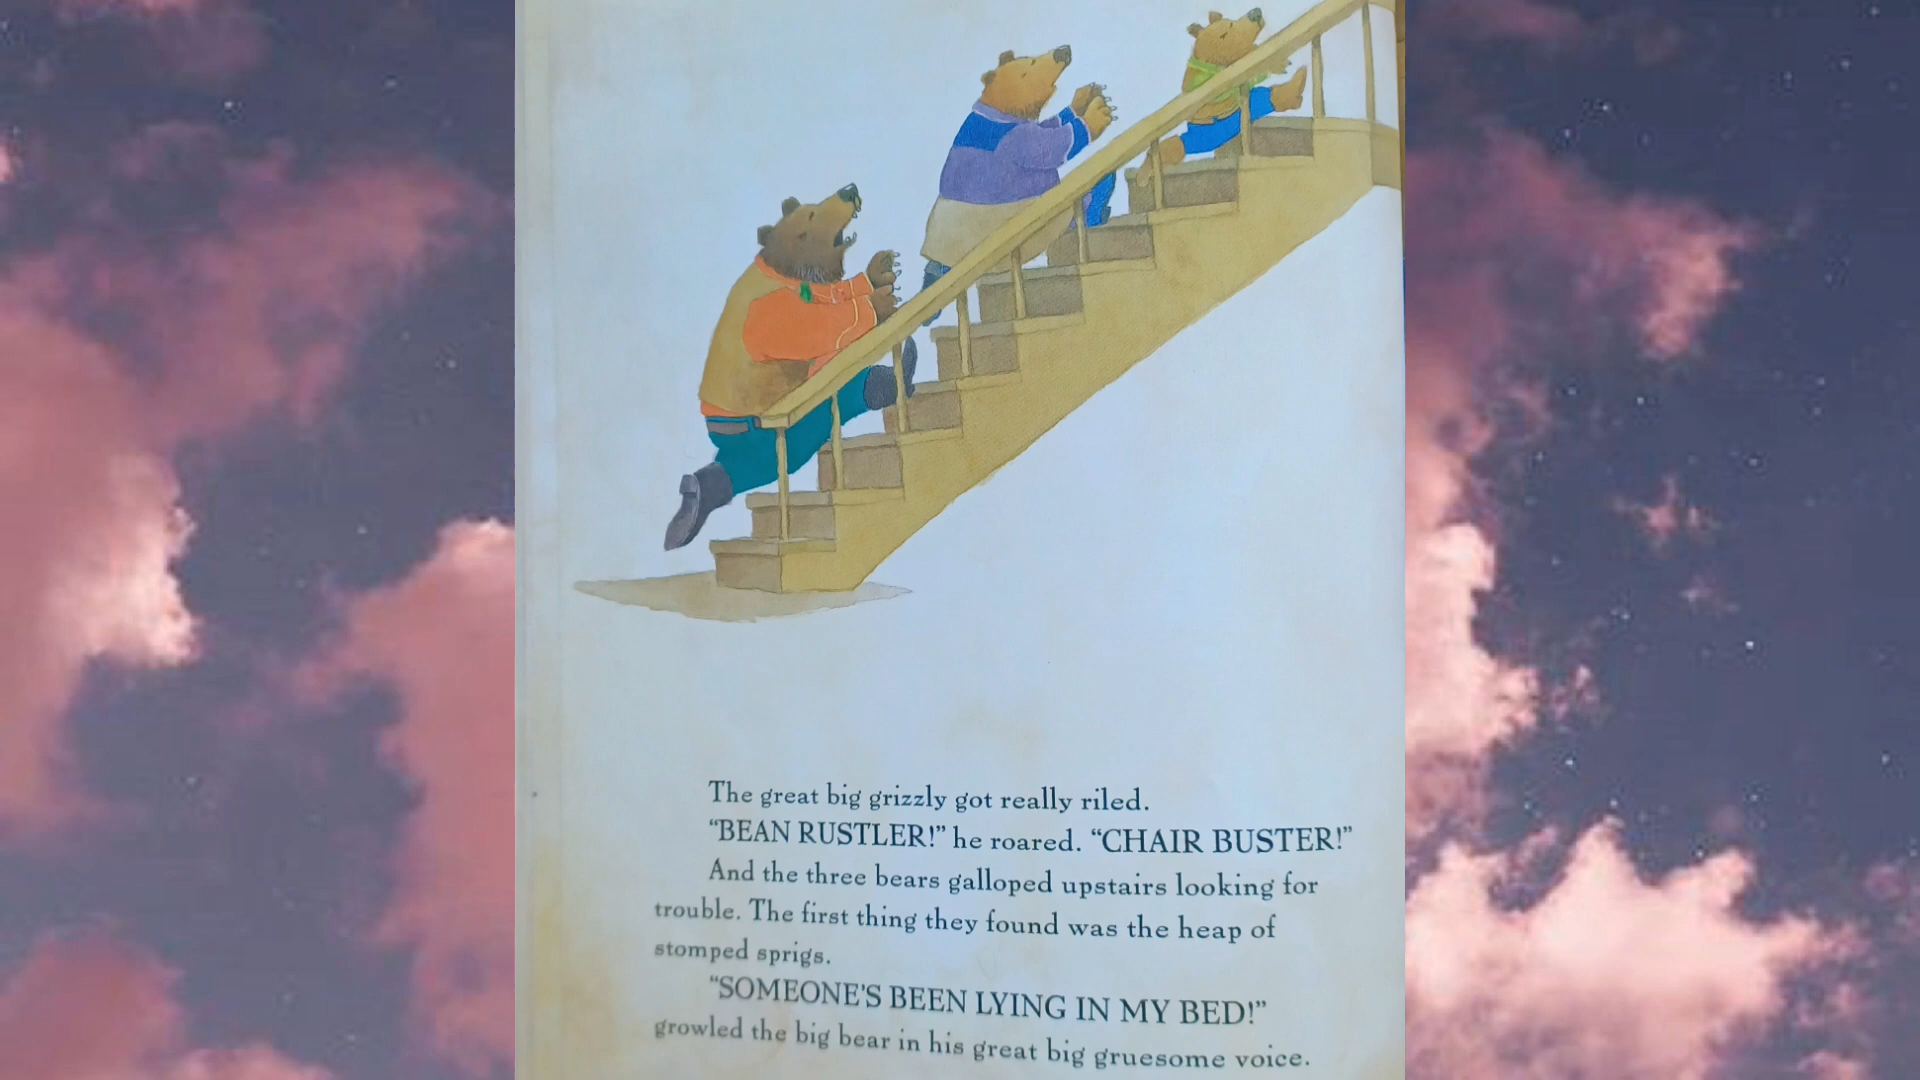 The great big grizzly got really riled.
“BEAN RUSTLER!” he roared. “CHAIR BUSTER!”
And the three bears galloped upstairs looking for
trouble. The first thing they found was the heap of
stomped sprigs.
“SOMEONE'S BEEN LYING IN MY BED!”
growled the big bear in his great big gruesome voice.